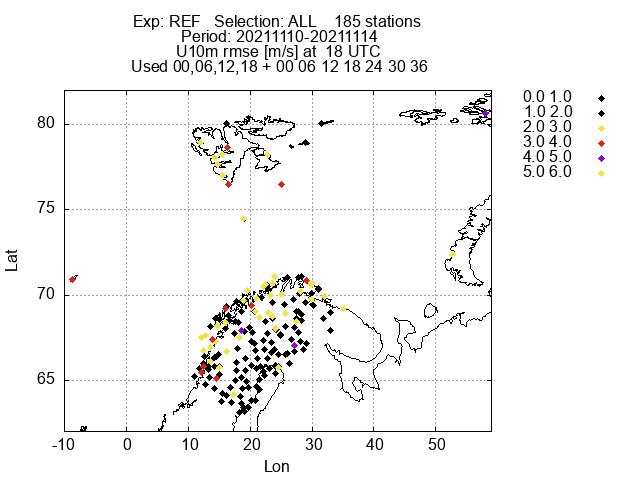 Exp: REF   Selection: ALL    185 stations
Period: 20211110-20211114
U10m rmse [m/s] at  18 UTC
Used 00,06,12,18 + 00 06 12 18 24 30 36
0.0 1.0
1.0 2.0
2.0 3.0
3.0 4.0
4.0 5.0
5.0 6.0
80
75
70
65
Lat
-10 0 10 20 30 40 50
Lon